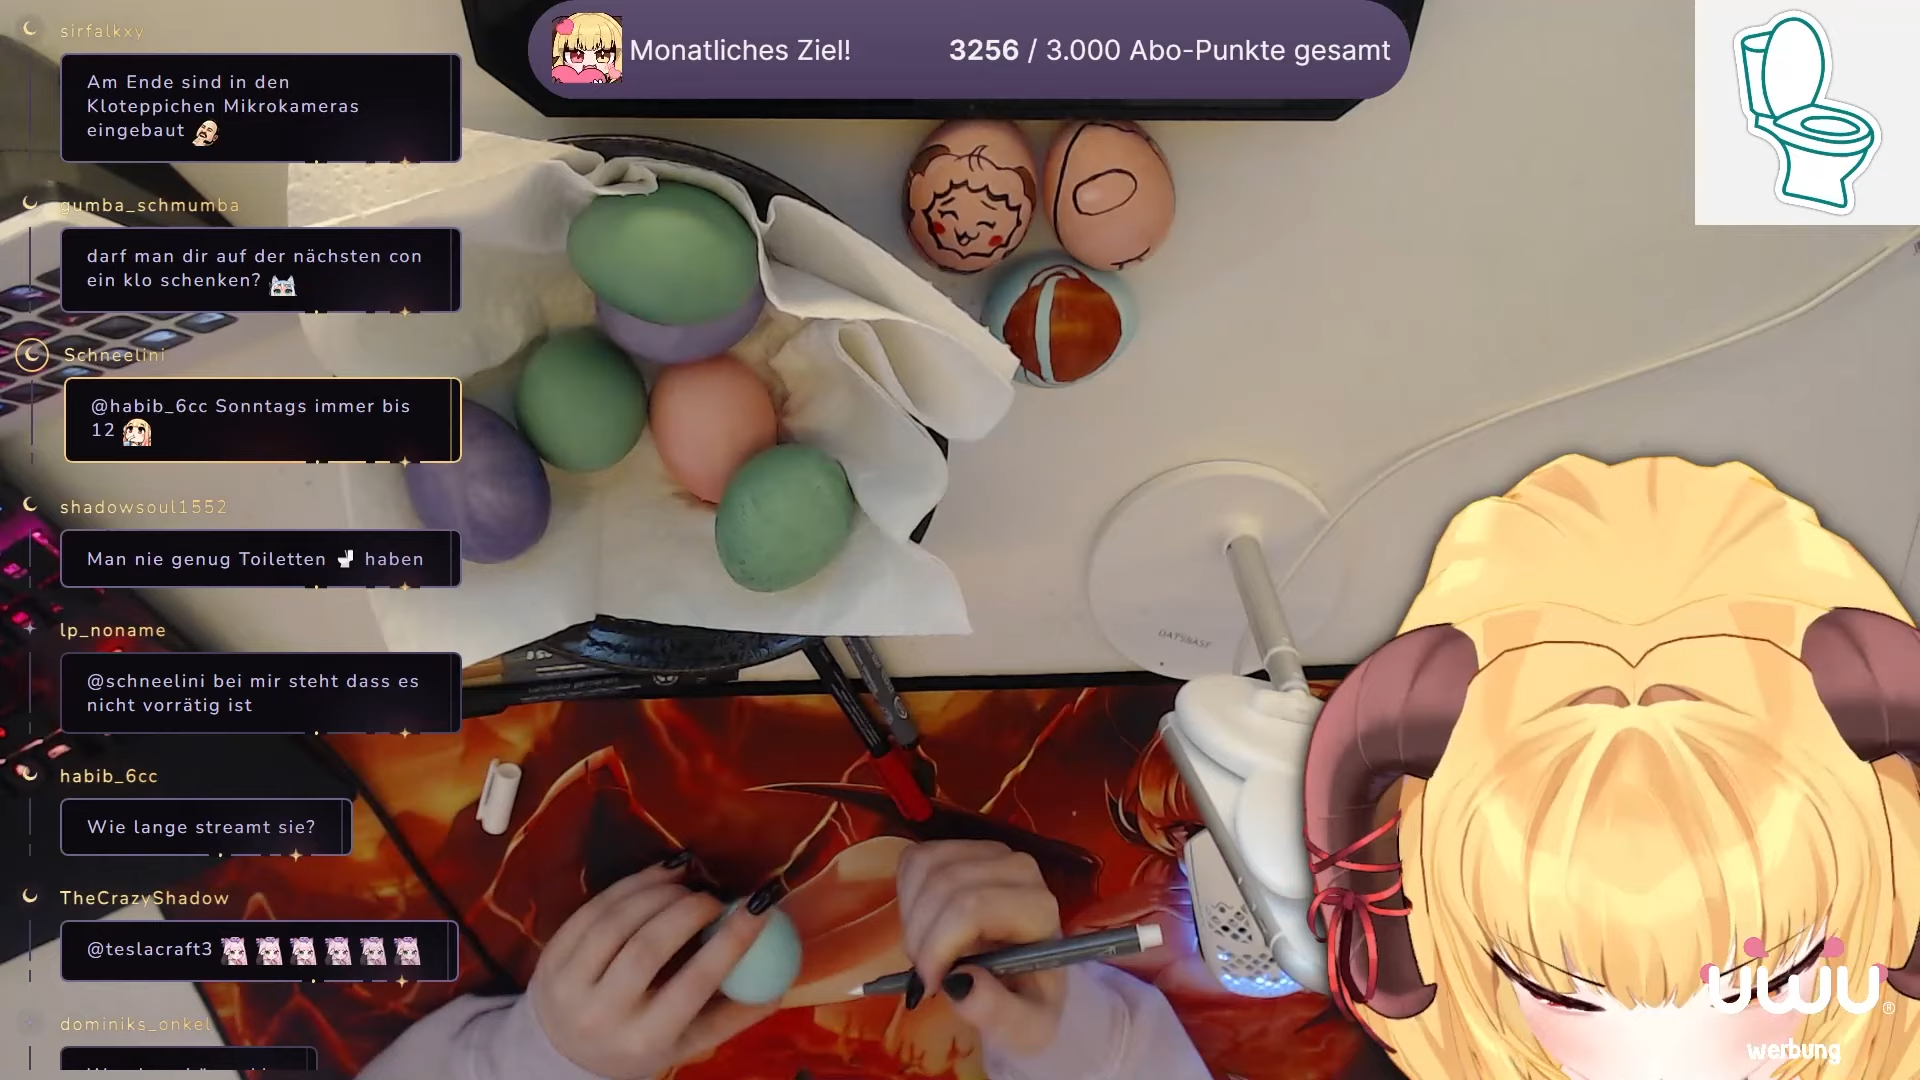 sirfalkxy
Am Ende sind in den
Kloteppichen Mikrokameras
eingebaut
gumba_schmumba
darf man dir auf der nächsten con
ein klo schenken?
Schneelini
@habib_6cc Sonntags immer bis
12
shadowsoul1552
Man nie genug Toiletten 🚽 haben
lp_noname
@schneelini bei mir steht dass es
nicht vorrätig ist
habib_6cc
Wie lange streamt sie?
TheCrazyShadow
@teslacraft3
dominiks_onkel
Monatliches Ziel!
3256 / 3.000 Abo-Punkte gesamt
UWU®
werbung